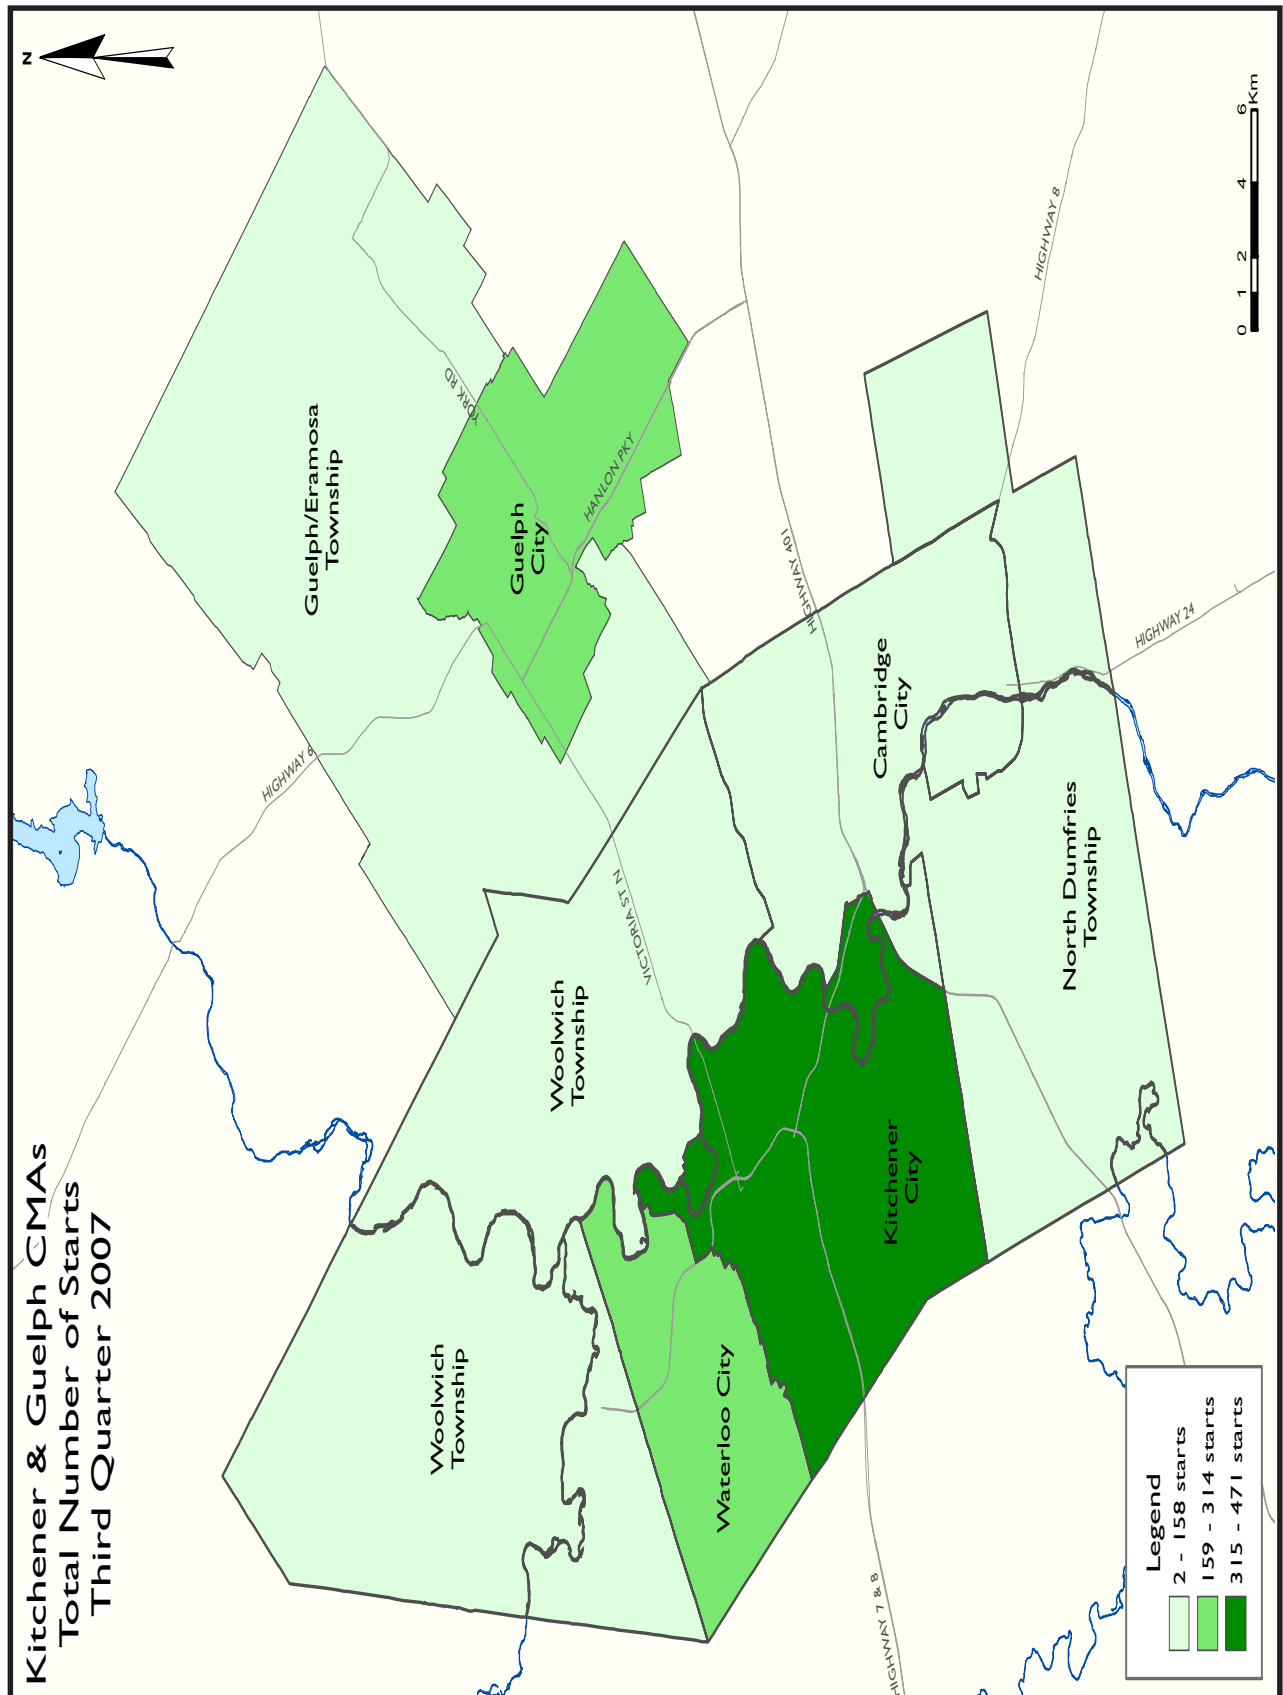 Kitchener & Guelph CMAs
Total Number of Starts
Third Quarter 2007
N
Guelph/Eramosa
Township
HIGHWAY 6
YORK RD
Guelph
City
HANLON PKY
Woolwich
Township
Woolwich
Township
VICTORIA ST N
HIGHWAY 401
Cambridge
City
HIGHWAY 8
HIGHWAY 24
Waterloo City
Kitchener
City
North Dumfries
Township
HIGHWAY 7 & 8
Legend
2 - 158 starts
159 - 314 starts
315 - 471 starts
0 1 2 4 6
Km